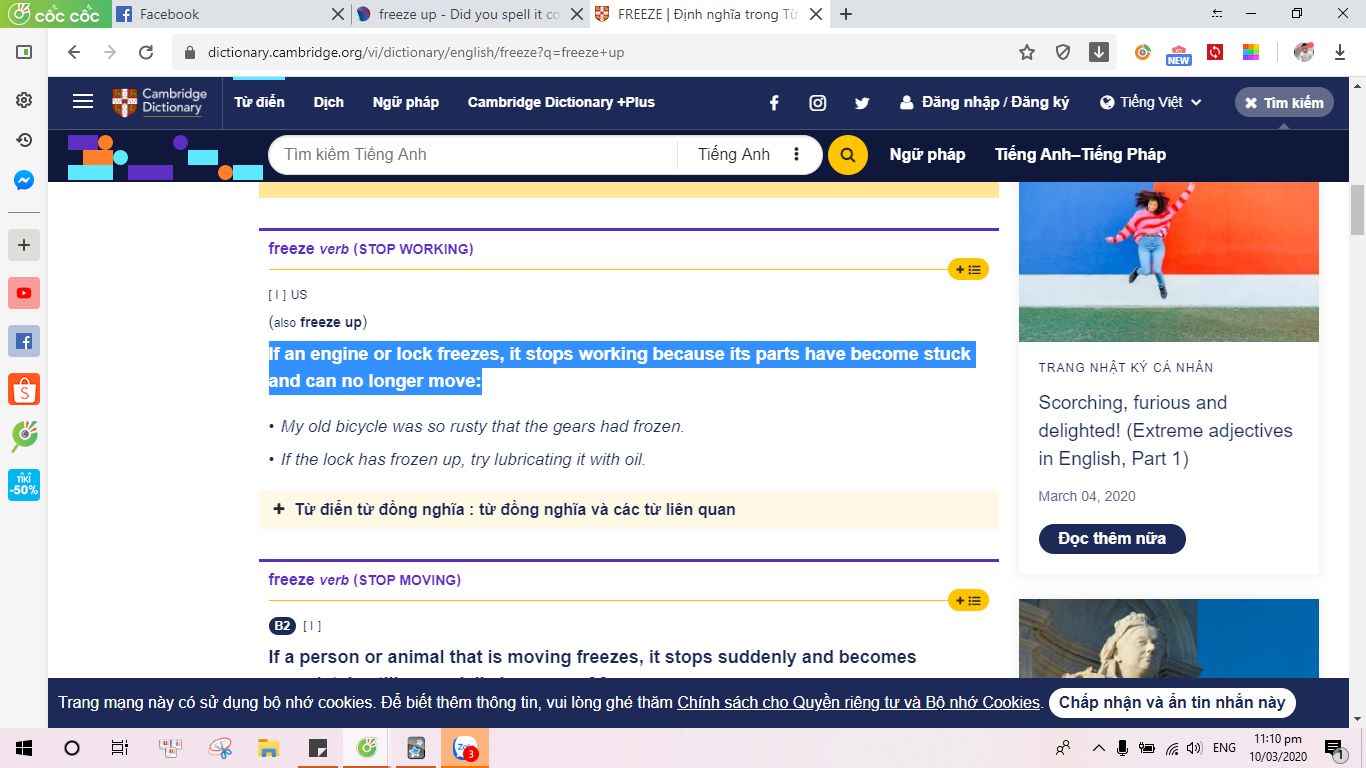 cốc cốc
Facebook
freeze up - Did you spell it co
FREEZE | Định nghĩa trong Từ
dictionary.cambridge.org/vi/dictionary/english/freeze?q=freeze+up
NEW
Cambridge
Dictionary
Từ điển
Dịch
Ngữ pháp
Cambridge Dictionary +Plus
Đăng nhập / Đăng ký
Tiếng Việt
Tìm kiếm
Tìm kiếm Tiếng Anh
Tiếng Anh
Ngữ pháp
Tiếng Anh–Tiếng Pháp
freeze verb (STOP WORKING)
[ I ] US
(also freeze up)
If an engine or lock freezes, it stops working because its parts have become stuck
and can no longer move:
• My old bicycle was so rusty that the gears had frozen.
• If the lock has frozen up, try lubricating it with oil.
Từ điển từ đồng nghĩa : từ đồng nghĩa và các từ liên quan
freeze verb (STOP MOVING)
B2 [ I ]
If a person or animal that is moving freezes, it stops suddenly and becomes
TRANG NHẬT KÝ CÁ NHÂN
Scorching, furious and
delighted! (Extreme adjectives
in English, Part 1)
March 04, 2020
Đọc thêm nữa
TIKI
-50%
Trang mạng này có sử dụng bộ nhớ cookies. Để biết thêm thông tin, vui lòng ghé thăm Chính sách cho Quyền riêng tư và Bộ nhớ Cookies.
Chấp nhận và ẩn tin nhắn này
3
ENG
11:10 pm
10/03/2020
1